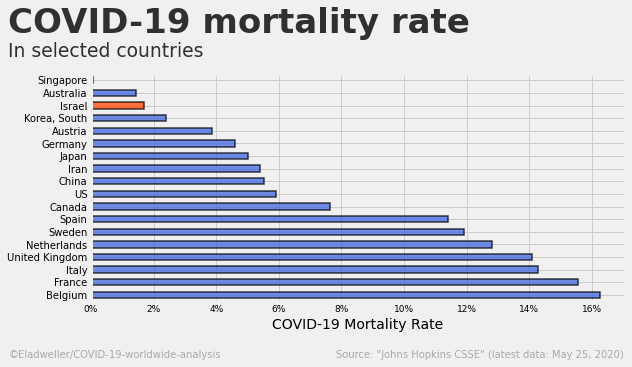 COVID-19 mortality rate
In selected countries
Singapore
Australia
Israel
Korea, South
Austria
Germany
Japan
Iran
China
US
Canada
Spain
Sweden
Netherlands
United Kingdom
Italy
France
Belgium
0% 2% 4% 6% 8% 10% 12% 14% 16%
COVID-19 Mortality Rate
©Eladweller/COVID-19-worldwide-analysis Source: "Johns Hopkins CSSE" (latest data: May 25, 2020)